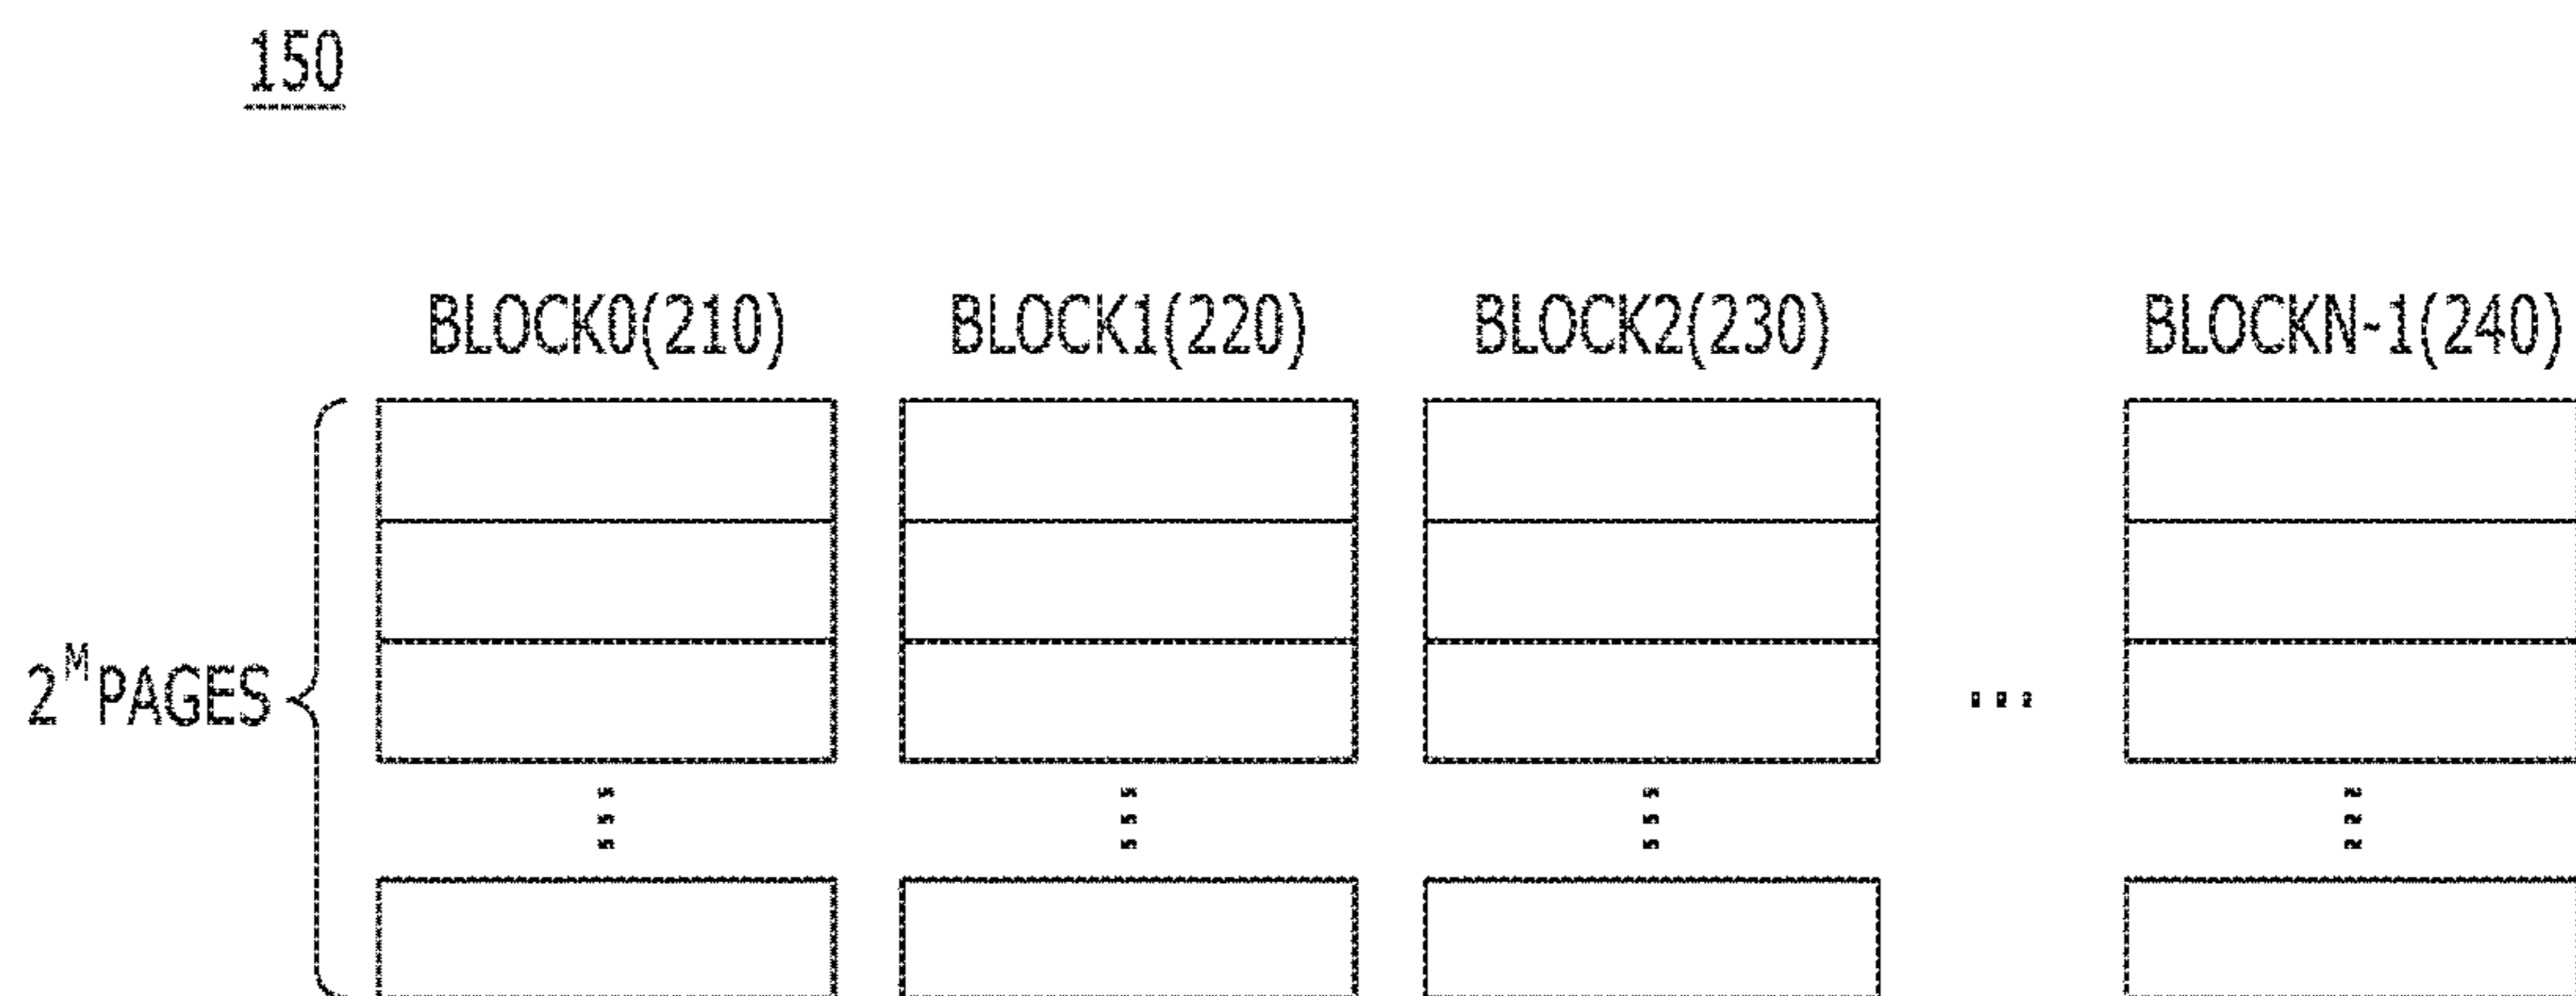 150
BLOCK0(210) BLOCK1(220) BLOCK2(230) BLOCKN-1(240)
2^M PAGES
...